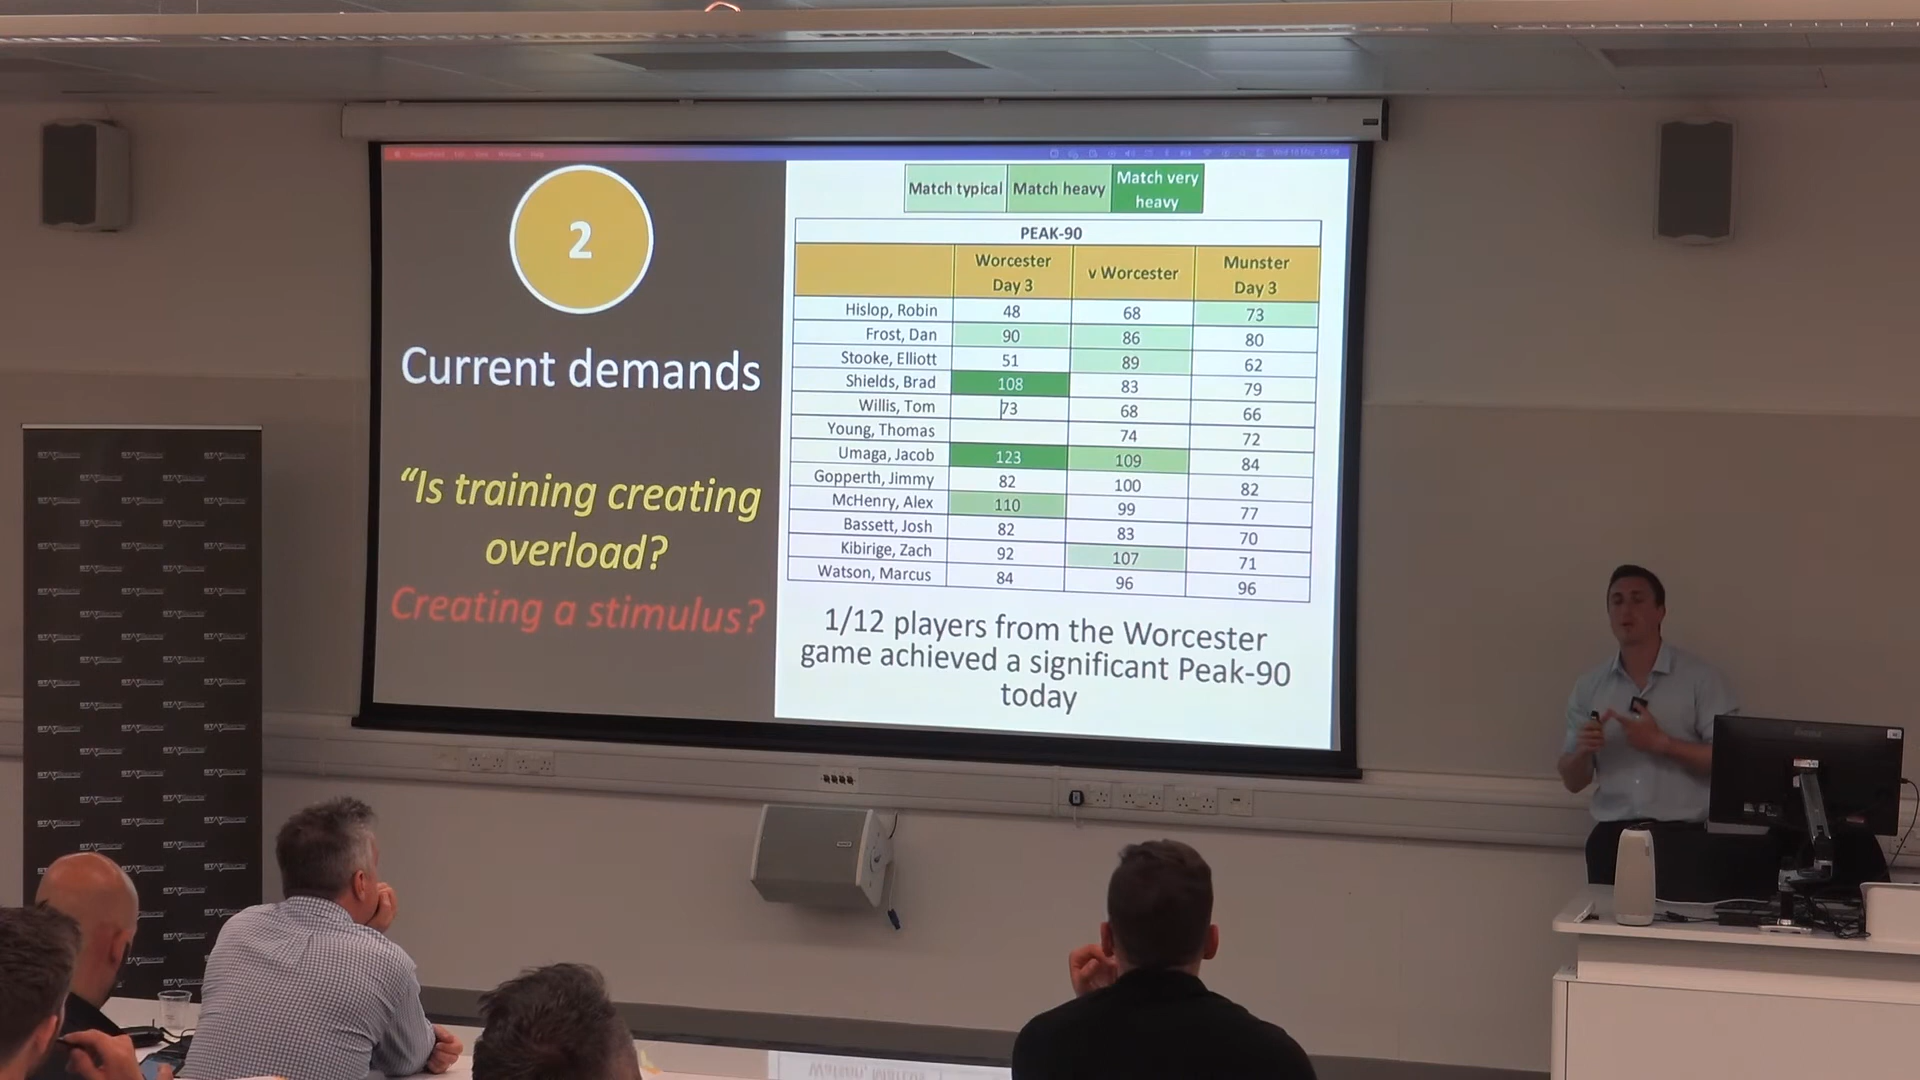 2
Current demands
“Is training creating
overload?
Creating a stimulus?
Match typical Match heavy Match very
heavy
PEAK-90
Worcester
Day 3
v Worcester
Munster
Day 3
Hislop, Robin 48 68 73
Frost, Dan 90 86 80
Stooke, Elliott 51 89 62
Shields, Brad 108 83 79
Willis, Tom 73 68 66
Young, Thomas 74 72
Umaga, Jacob 123 109 84
Gopperth, Jimmy 82 100 82
McHenry, Alex 110 99 77
Bassett, Josh 82 83 70
Kibirige, Zach 92 107 71
Watson, Marcus 84 96 96
1/12 players from the Worcester
game achieved a significant Peak-90
today